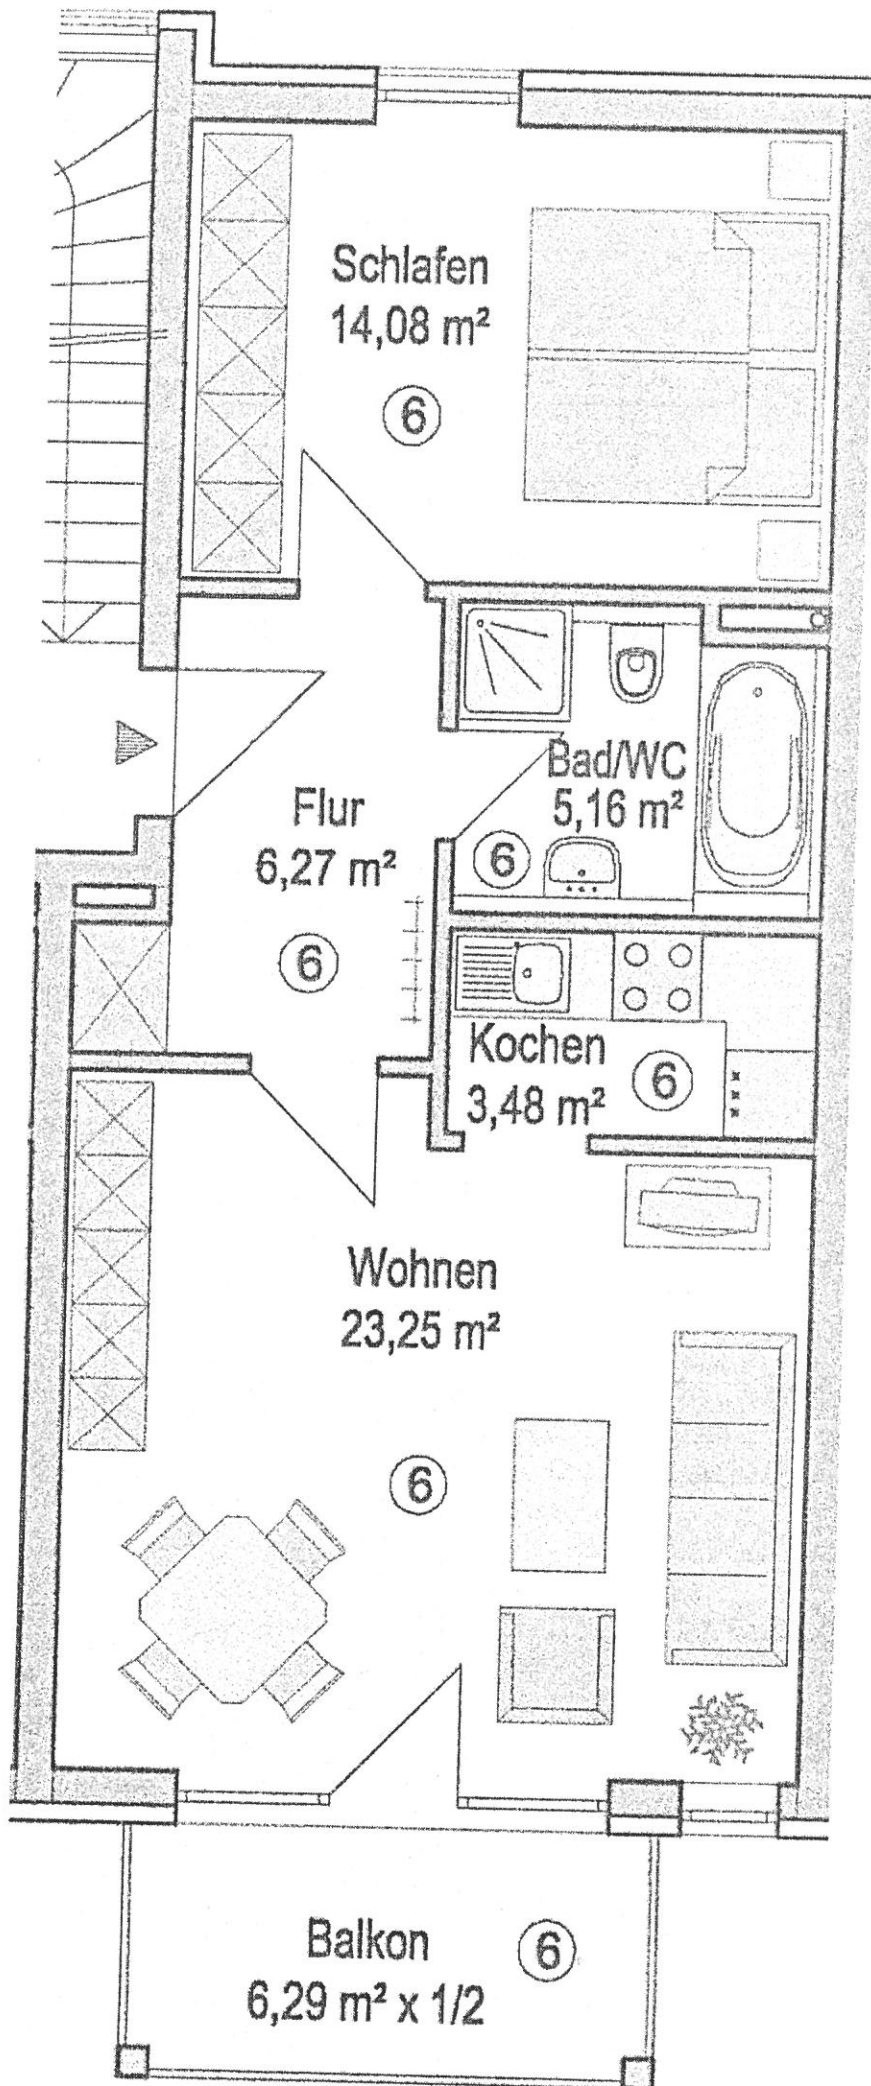 Schlafen
14,08 m²
6
Bad/WC
5,16 m²
6
Flur
6,27 m²
6
Kochen
3,48 m²
6
Wohnen
23,25 m²
6
Balkon
6,29 m² x 1/2
6